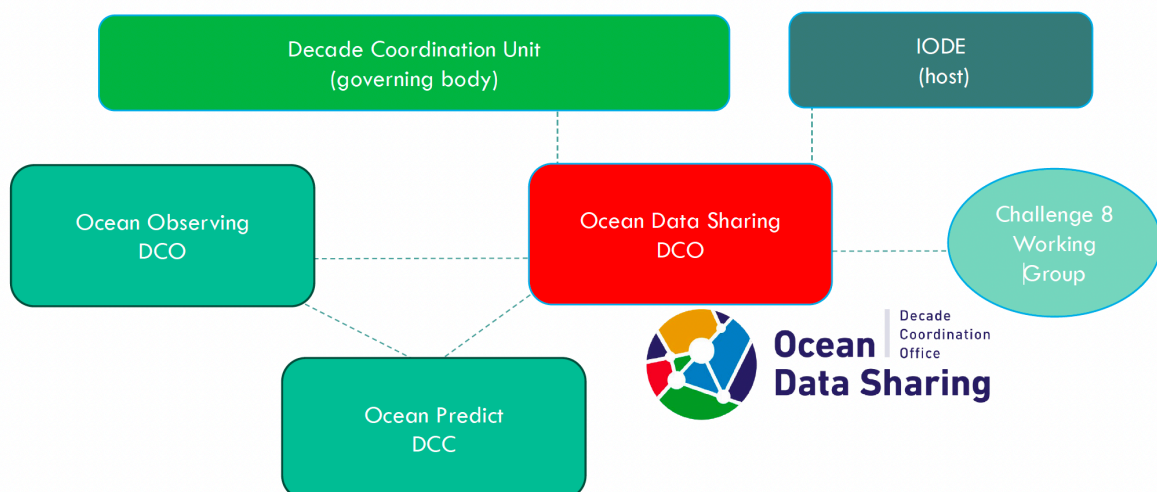 Decade Coordination Unit
(governing body)
IODE
(host)
Ocean Observing
DCO
Ocean Data Sharing
DCO
Challenge 8
Working
Group
Ocean
Data Sharing
Decade
Coordination
Office
Ocean Predict
DCC